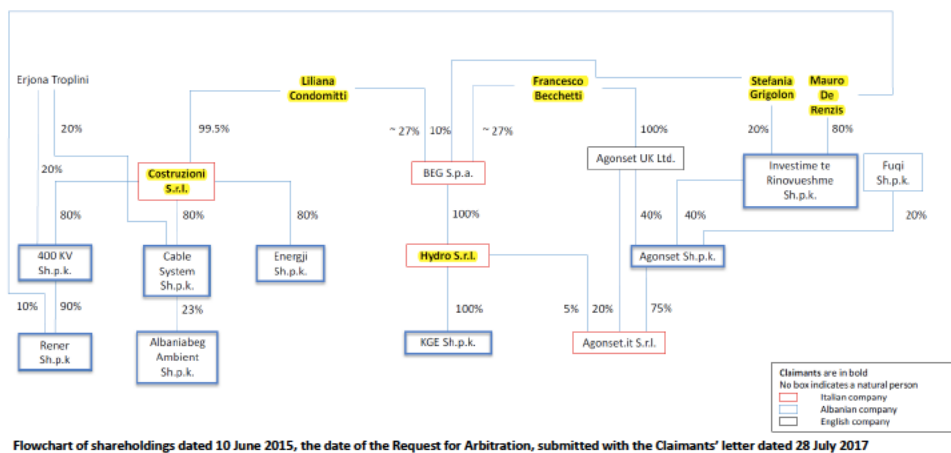 Erjona Troplini
Liliana
Condomitti
Francesco
Becchetti
Stefania
Grigolon
Mauro
De
Renzis
20%
99.5%
~ 27%
10%
~ 27%
100%
20%
80%
20%
Costruzioni
S.r.l.
BEG S.p.a.
Agonset UK Ltd.
Investime te
Rinovueshme
Sh.p.k.
Fuqi
Sh.p.k.
80%
80%
80%
100%
40%
40%
20%
400 KV
Sh.p.k.
Cable
System
Sh.p.k.
Energji
Sh.p.k.
Hydro S.r.l.
Agonset Sh.p.k.
10%
90%
23%
100%
5%
20%
75%
Rener
Sh.p.k
Albaniabeg
Ambient
Sh.p.k.
KGE Sh.p.k.
Agonset.it S.r.l.
Claimants are in bold
No box indicates a natural person
Italian company
Albanian company
English company
Flowchart of shareholdings dated 10 June 2015, the date of the Request for Arbitration, submitted with the Claimants' letter dated 28 July 2017